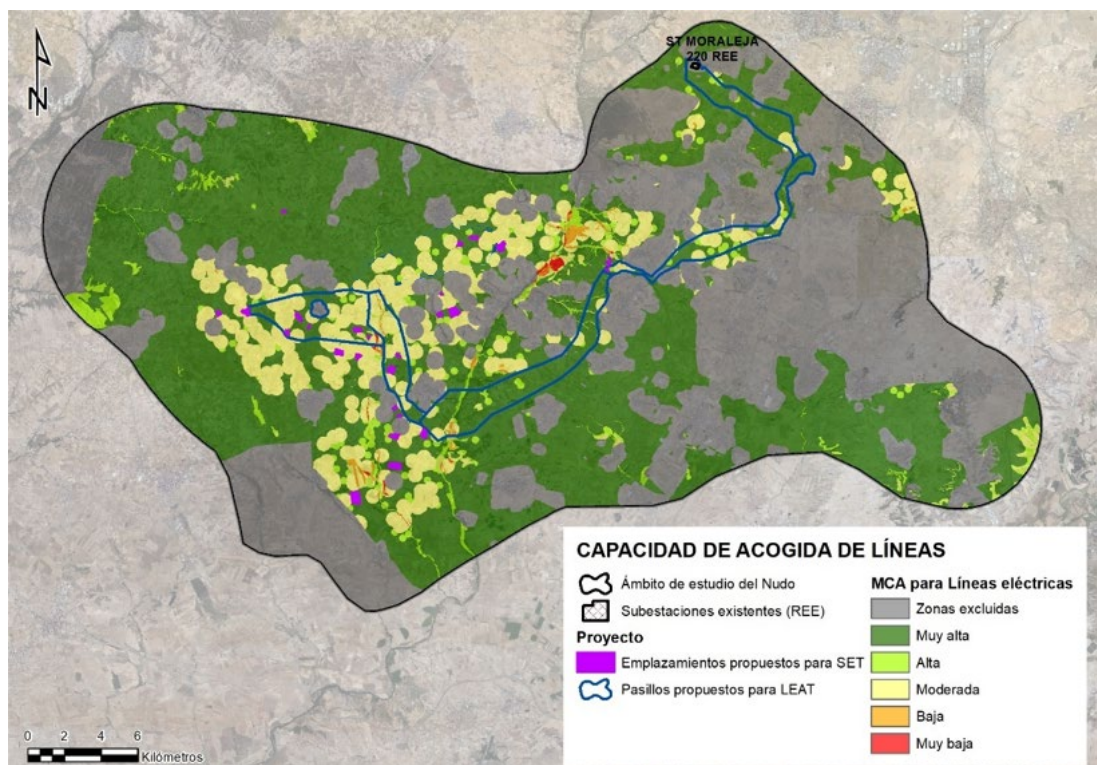 ST MORALEJA
220 REE
N
CAPACIDAD DE ACOGIDA DE LÍNEAS
Ámbito de estudio del Nudo
Subestaciones existentes (REE)
Proyecto
Emplazamientos propuestos para SET
Pasillos propuestos para LEAT
MCA para Líneas eléctricas
Zonas excluidas
Muy alta
Alta
Moderada
Baja
Muy baja
0 2 4 6
Kilómetros